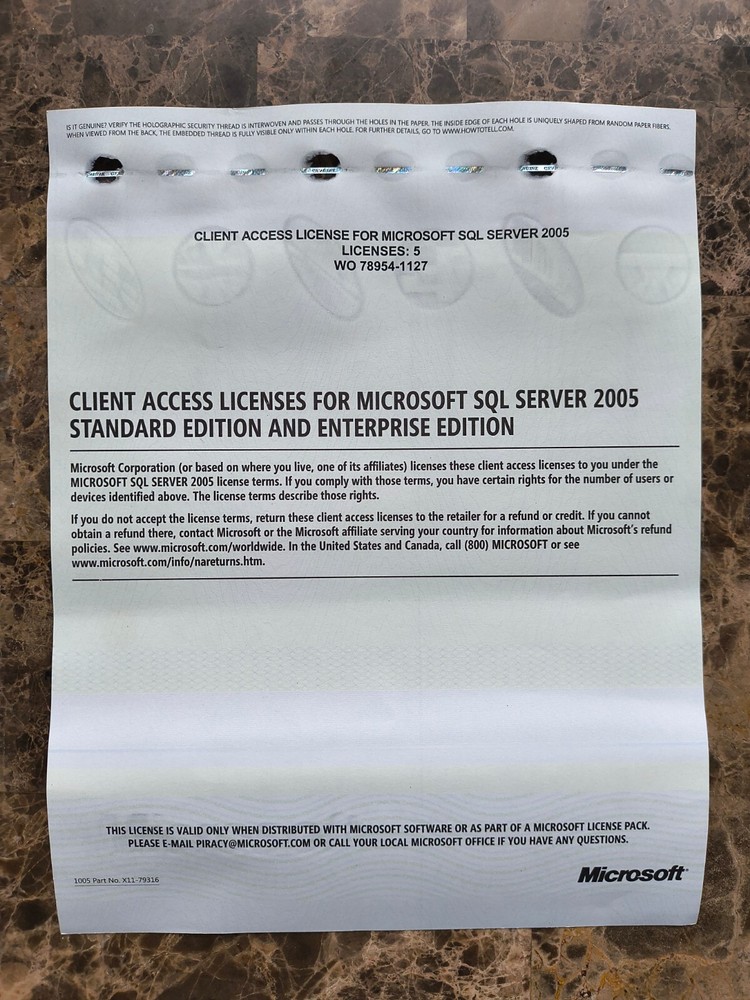 IS IT GENUINE? VERIFY THE HOLOGRAPHIC SECURITY THREAD IS INTERWOVEN AND PASSES THROUGH THE HOLES IN THE PAPER. THE INSIDE EDGE OF EACH HOLE IS UNIQUELY SHAPED FROM RANDOM PAPER FIBERS.
WHEN VIEWED FROM THE BACK, THE EMBEDDED THREAD IS FULLY VISIBLE ONLY WITHIN EACH HOLE. FOR FURTHER DETAILS, GO TO WWW.HOWTOTELL.COM.
CLIENT ACCESS LICENSE FOR MICROSOFT SQL SERVER 2005
LICENSES: 5
WO 78954-1127
CLIENT ACCESS LICENSES FOR MICROSOFT SQL SERVER 2005
STANDARD EDITION AND ENTERPRISE EDITION
Microsoft Corporation (or based on where you live, one of its affiliates) licenses these client access licenses to you under the
MICROSOFT SQL SERVER 2005 license terms. If you comply with those terms, you have certain rights for the number of users or
devices identified above. The license terms describe those rights.
If you do not accept the license terms, return these client access licenses to the retailer for a refund or credit. If you cannot
obtain a refund there, contact Microsoft or the Microsoft affiliate serving your country for information about Microsoft's refund
policies. See www.microsoft.com/worldwide. In the United States and Canada, call (800) MICROSOFT or see
www.microsoft.com/info/nareturns.htm.
THIS LICENSE IS VALID ONLY WHEN DISTRIBUTED WITH MICROSOFT SOFTWARE OR AS PART OF A MICROSOFT LICENSE PACK.
PLEASE E-MAIL PIRACY@MICROSOFT.COM OR CALL YOUR LOCAL MICROSOFT OFFICE IF YOU HAVE ANY QUESTIONS.
1005 Part No. X11-79316
Microsoft®